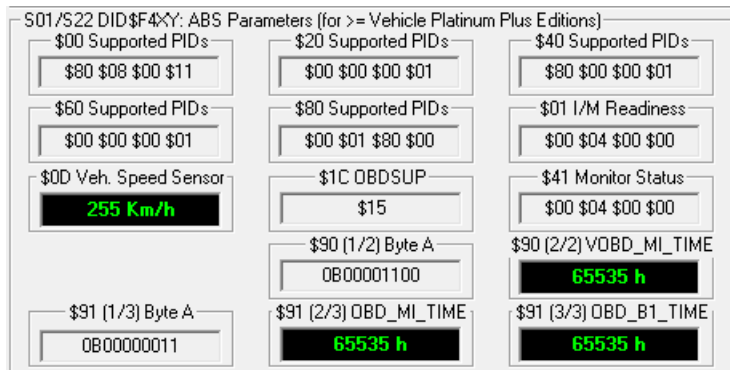 S01/S22 DID$F4XY: ABS Parameters (for >= Vehicle Platinum Plus Editions)
$00 Supported PIDs $20 Supported PIDs $40 Supported PIDs
$80 $08 $00 $11 $00 $00 $00 $01 $80 $00 $00 $01
$60 Supported PIDs $80 Supported PIDs $01 I/M Readiness
$00 $00 $00 $01 $00 $01 $80 $00 $00 $04 $00 $00
$0D Veh. Speed Sensor $1C OBDSUP $41 Monitor Status
255 Km/h $15 $00 $04 $00 $00
$90 (1/2) Byte A $90 (2/2) VOBD_MI_TIME
0B00001100 65535 h
$91 (1/3) Byte A $91 (2/3) OBD_MI_TIME $91 (3/3) OBD_B1_TIME
0B00000011 65535 h 65535 h